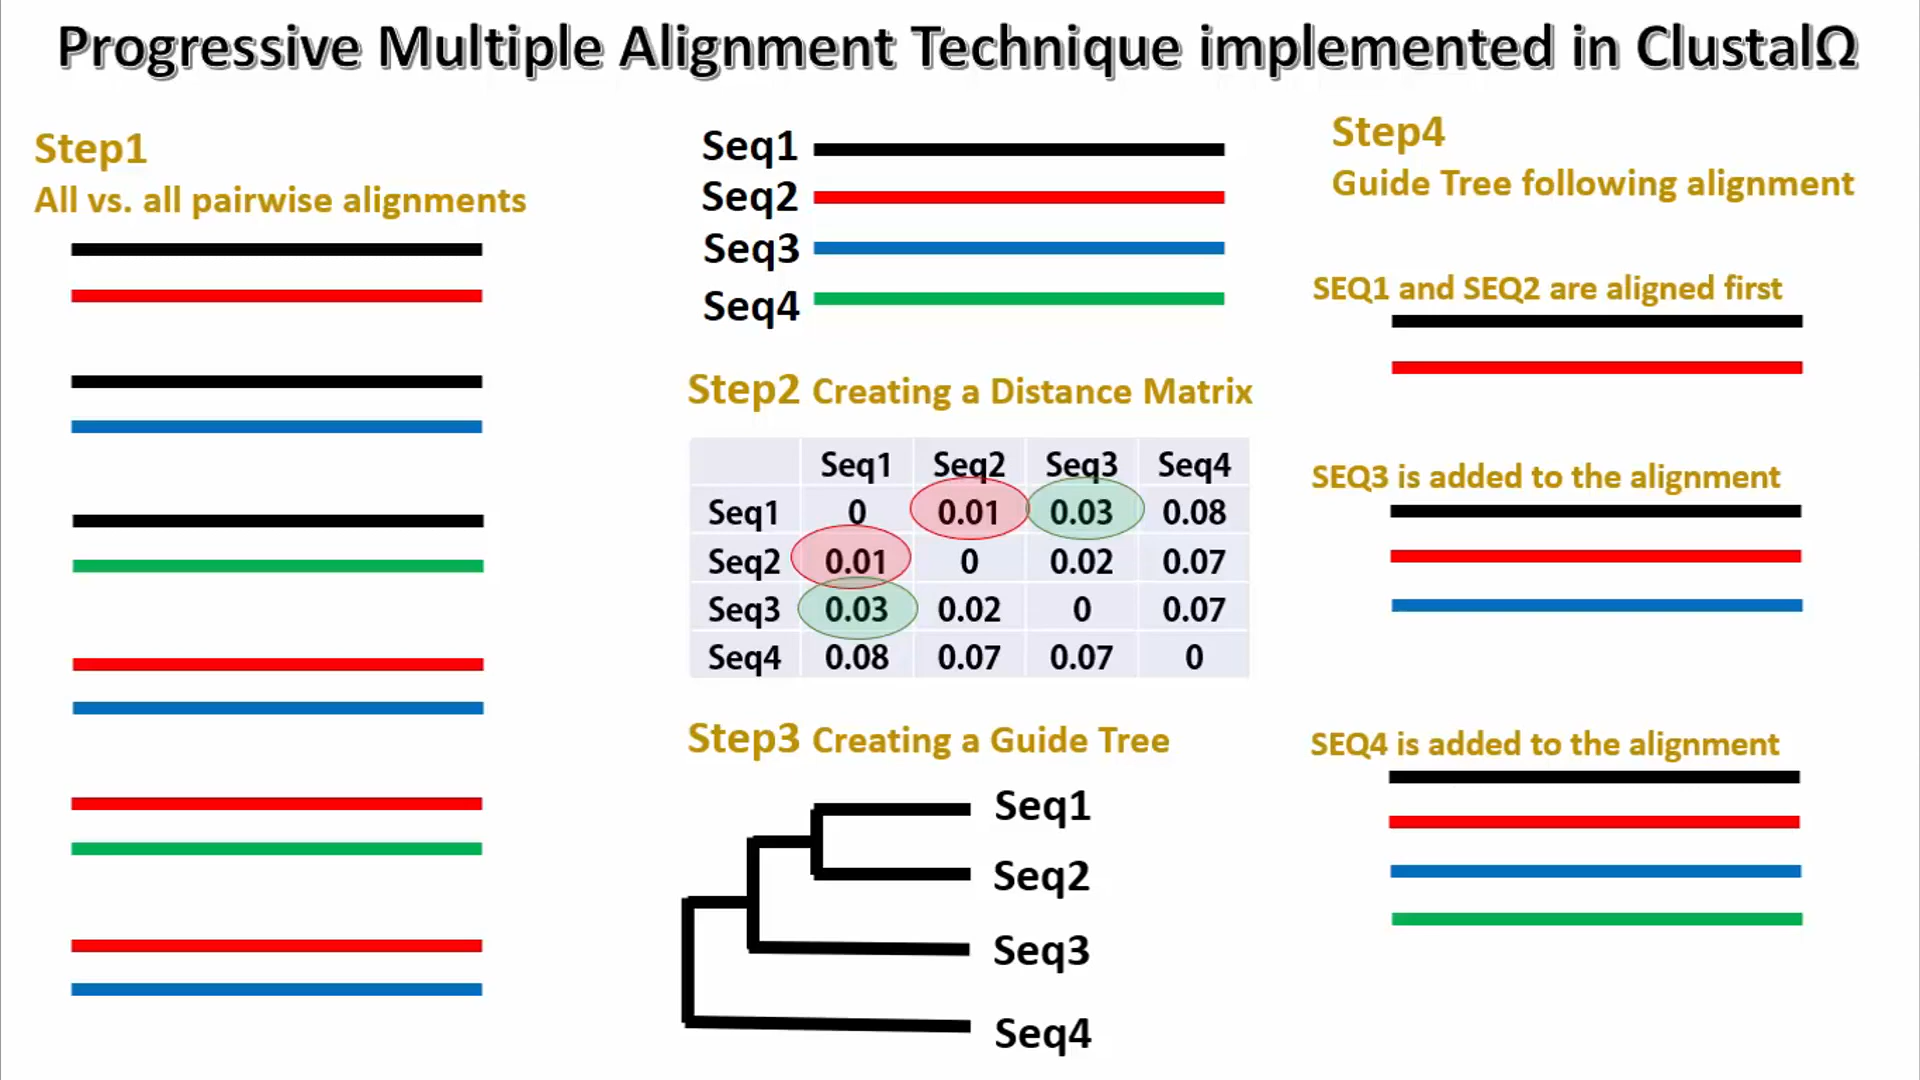 Progressive Multiple Alignment Technique implemented in ClustalΩ
Step1
All vs. all pairwise alignments
Seq1
Seq2
Seq3
Seq4
Step2 Creating a Distance Matrix
Seq1 Seq2 Seq3 Seq4
Seq1 0 0.01 0.03 0.08
Seq2 0.01 0 0.02 0.07
Seq3 0.03 0.02 0 0.07
Seq4 0.08 0.07 0.07 0
Step3 Creating a Guide Tree
Seq1
Seq2
Seq3
Seq4
Step4
Guide Tree following alignment
SEQ1 and SEQ2 are aligned first
SEQ3 is added to the alignment
SEQ4 is added to the alignment